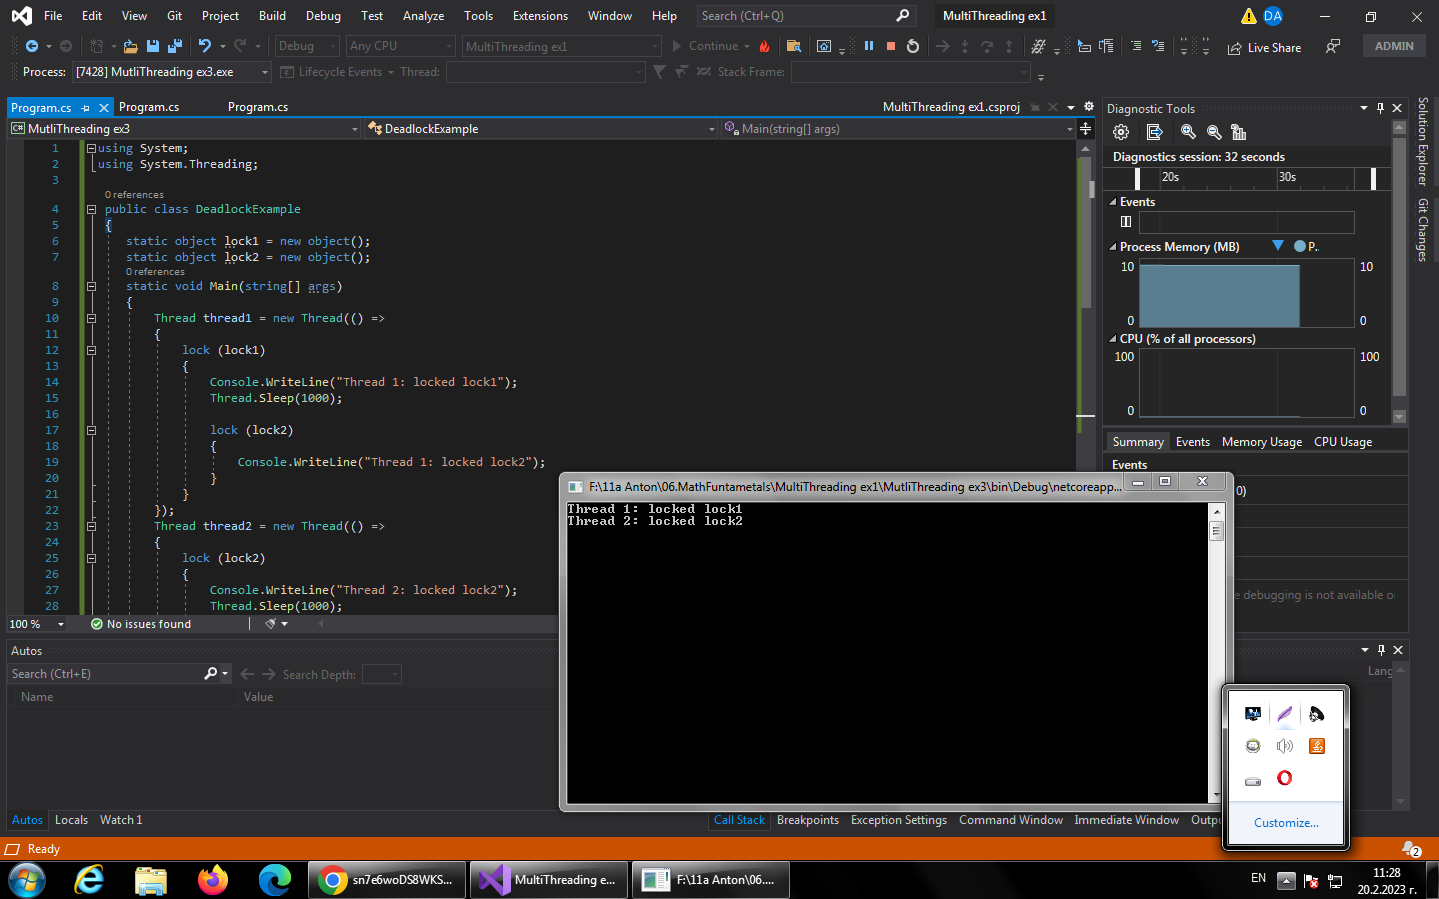 File Edit View Git Project Build Debug Test Analyze Tools Extensions Window Help Search (Ctrl+Q) MultiThreading ex1 DA
Debug Any CPU MultiThreading ex1 Continue Live Share ADMIN
Process: [7428] MutliThreading ex3.exe Lifecycle Events Thread: Stack Frame:
Program.cs Program.cs Program.cs MultiThreading ex1.csproj
MutliThreading ex3 DeadlockExample Main(string[] args)
1 using System;
2 using System.Threading;
3
0 references
4 public class DeadlockExample
5 {
6 static object lock1 = new object();
7 static object lock2 = new object();
0 references
8 static void Main(string[] args)
9 {
10 Thread thread1 = new Thread(() =>
11 {
12 lock (lock1)
13 {
14 Console.WriteLine("Thread 1: locked lock1");
15 Thread.Sleep(1000);
16
17 lock (lock2)
18 {
19 Console.WriteLine("Thread 1: locked lock2");
20 }
21 }
22 });
23 Thread thread2 = new Thread(() =>
24 {
25 lock (lock2)
26 {
27 Console.WriteLine("Thread 2: locked lock2");
28 Thread.Sleep(1000);
100 % No issues found
Autos
Search (Ctrl+E) Search Depth:
Name Value
Lang
Autos Locals Watch 1
Call Stack Breakpoints Exception Settings Command Window Immediate Window Outpu
Ready
2
Diagnostic Tools
Diagnostics session: 32 seconds
20s 30s
Events
Process Memory (MB) P..
10 10
0 0
CPU (% of all processors)
100 100
0 0
Summary Events Memory Usage CPU Usage
Events
0)
e debugging is not available o
Solution Explorer
Git Changes
F:\11a Anton\06.MathFuntametals\MultiThreading ex1\MutliThreading ex3\bin\Debug\netcoreapp...
Thread 1: locked lock1
Thread 2: locked lock2
Customize...
sn7e6woDS8WKS... MultiThreading e... F:\11a Anton\06....
EN
11:28
20.2.2023 г.